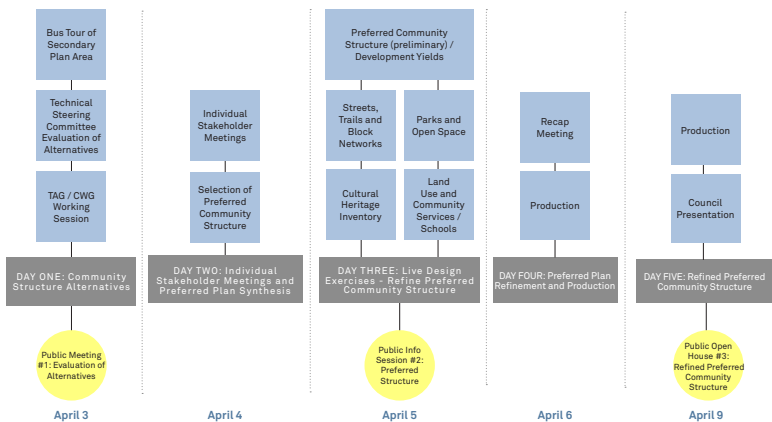 Bus Tour of
Secondary
Plan Area
Technical
Steering
Committee
Evaluation of
Alternatives
TAG / CWG
Working
Session
DAY ONE: Community
Structure Alternatives
Public Meeting
#1: Evaluation of
Alternatives
April 3
Individual
Stakeholder
Meetings
Selection of
Preferred
Community
Structure
DAY TWO: Individual
Stakeholder Meetings and
Preferred Plan Synthesis
April 4
Preferred Community
Structure (preliminary) /
Development Yields
Streets,
Trails and
Block
Networks
Parks and
Open Space
Cultural
Heritage
Inventory
Land
Use and
Community
Services /
Schools
DAY THREE: Live Design
Exercises - Refine Preferred
Community Structure
Public Info
Session #2:
Preferred
Structure
April 5
Recap
Meeting
Production
DAY FOUR: Preferred Plan
Refinement and Production
April 6
Production
Council
Presentation
DAY FIVE: Refined Preferred
Community Structure
Public Open
House #3:
Refined Preferred
Community
Structure
April 9